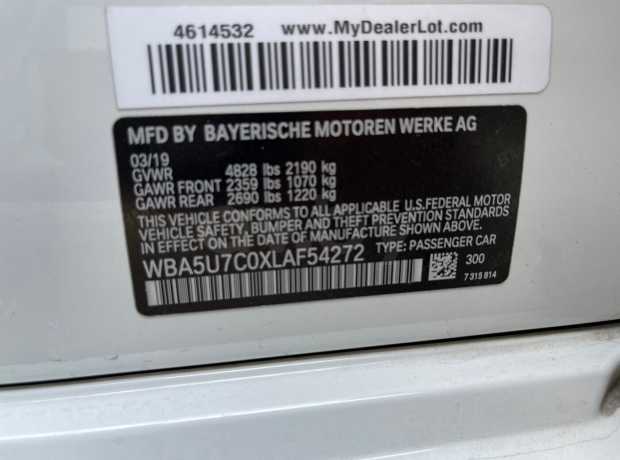 4614532 www.MyDealerLot.com
MFD BY BAYERISCHE MOTOREN WERKE AG
03/19
GVWR 4828 lbs 2190 kg
GAWR FRONT 2359 lbs 1070 kg
GAWR REAR 2690 lbs 1220 kg
THIS VEHICLE CONFORMS TO ALL APPLICABLE U.S.FEDERAL MOTOR
VEHICLE SAFETY, BUMPER AND THEFT PREVENTION STANDARDS
IN EFFECT ON THE DATE OF MANUFACTURE SHOWN ABOVE.
WBA5U7C0XLAF54272 TYPE: PASSENGER CAR
300
7 315 814